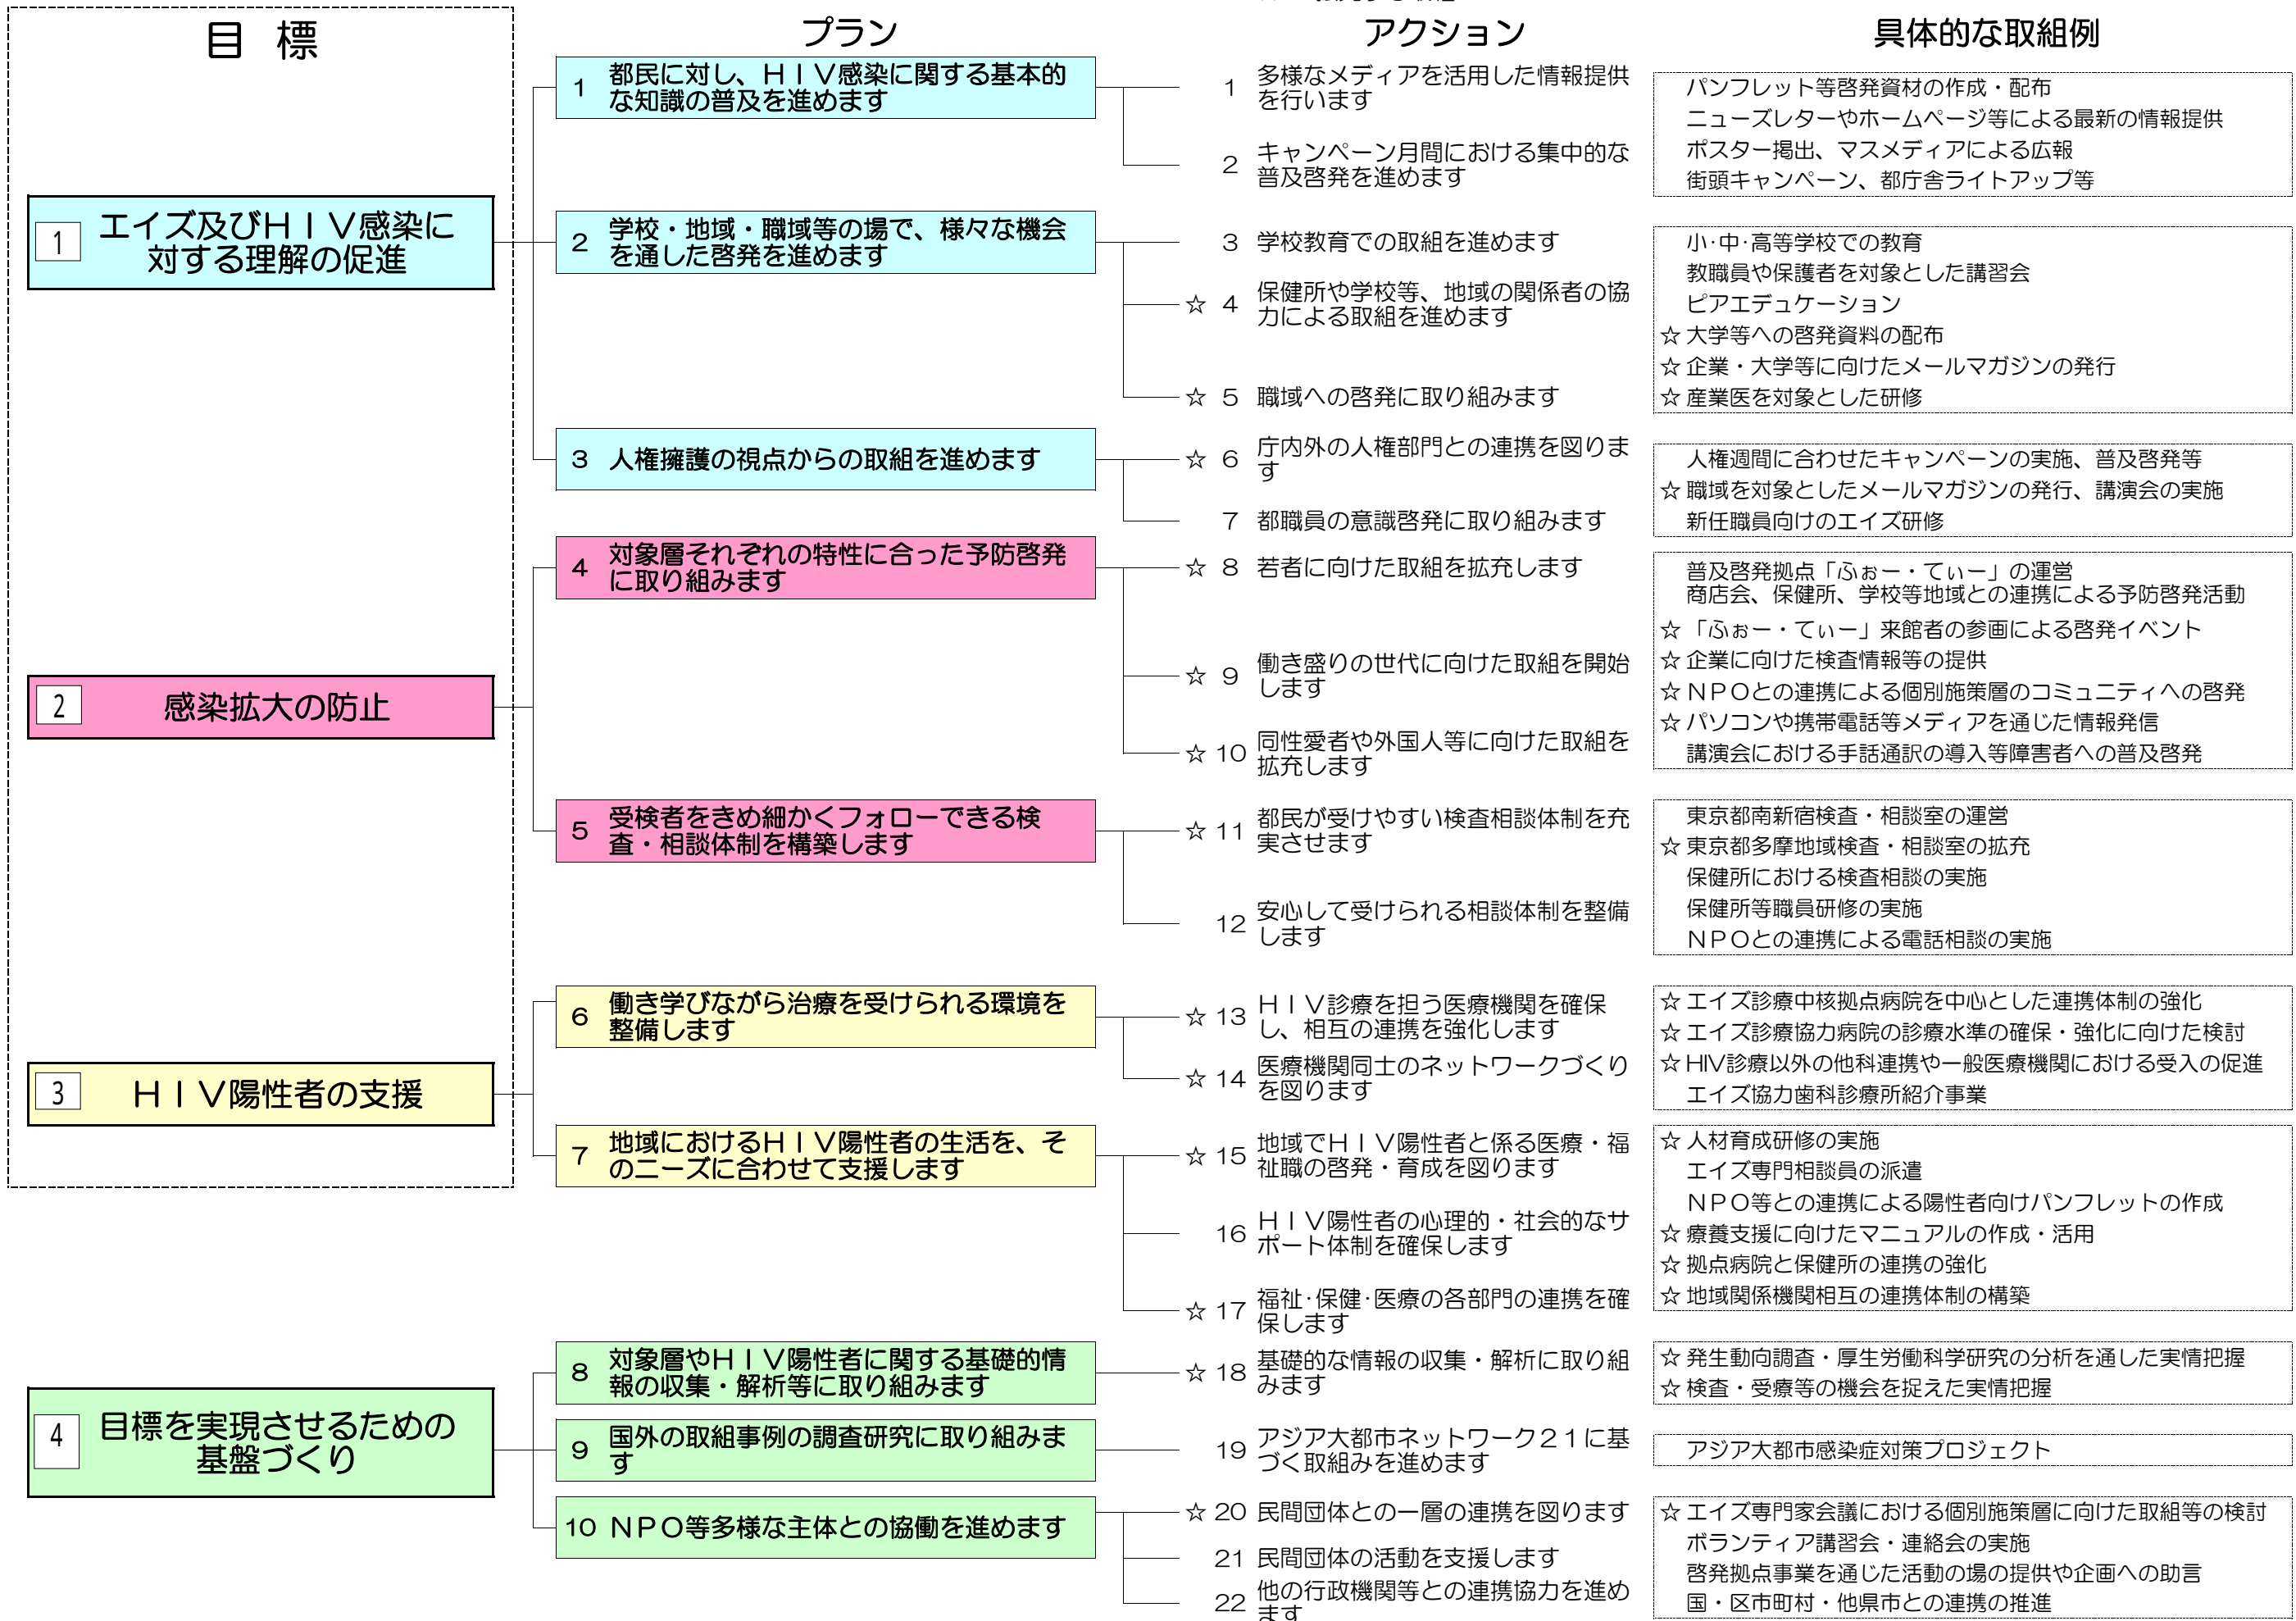 目 標
プラン
アクション
具体的な取組例
1 エイズ及びＨＩＶ感染に
対する理解の促進
1 都民に対し、ＨＩＶ感染に関する基本的
な知識の普及を進めます
1 多様なメディアを活用した情報提供
を行います
2 キャンペーン月間における集中的な
普及啓発を進めます
パンフレット等啓発資材の作成・配布
ニューズレターやホームページ等による最新の情報提供
ポスター掲出、マスメディアによる広報
街頭キャンペーン、都庁舎ライトアップ等
2 学校・地域・職域等の場で、様々な機会
を通した啓発を進めます
3 学校教育での取組を進めます
☆ 4 保健所や学校等、地域の関係者の協
力による取組を進めます
☆ 5 職域への啓発に取り組みます
小・中・高等学校での教育
教職員や保護者を対象とした講習会
ピアエデュケーション
☆ 大学等への啓発資料の配布
☆ 企業・大学等に向けたメールマガジンの発行
☆ 産業医を対象とした研修
3 人権擁護の視点からの取組を進めます
☆ 6 庁内外の人権部門との連携を図りま
す
7 都職員の意識啓発に取り組みます
人権週間に合わせたキャンペーンの実施、普及啓発等
☆ 職域を対象としたメールマガジンの発行、講演会の実施
新任職員向けのエイズ研修
2 感染拡大の防止
4 対象層それぞれの特性に合った予防啓発
に取り組みます
☆ 8 若者に向けた取組を拡充します
☆ 9 働き盛りの世代に向けた取組を開始
します
☆ 10 同性愛者や外国人等に向けた取組を
拡充します
普及啓発拠点「ふぉー・てぃー」の運営
商店会、保健所、学校等地域との連携による予防啓発活動
☆ 「ふぉー・てぃー」来館者の参画による啓発イベント
☆ 企業に向けた検査情報等の提供
☆ ＮＰＯとの連携による個別施策層のコミュニティへの啓発
☆ パソコンや携帯電話等メディアを通じた情報発信
講演会における手話通訳の導入等障害者への普及啓発
5 受検者をきめ細かくフォローできる検
査・相談体制を構築します
☆ 11 都民が受けやすい検査相談体制を充
実させます
12 安心して受けられる相談体制を整備
します
東京都南新宿検査・相談室の運営
☆ 東京都多摩地域検査・相談室の拡充
保健所における検査相談の実施
保健所等職員研修の実施
ＮＰＯとの連携による電話相談の実施
3 ＨＩＶ陽性者の支援
6 働き学びながら治療を受けられる環境を
整備します
☆ 13 ＨＩＶ診療を担う医療機関を確保
し、相互の連携を強化します
☆ 14 医療機関同士のネットワークづくり
を図ります
☆ エイズ診療中核拠点病院を中心とした連携体制の強化
☆ エイズ診療協力病院の診療水準の確保・強化に向けた検討
☆ HIV診療以外の他科連携や一般医療機関における受入の促進
エイズ協力歯科診療所紹介事業
7 地域におけるＨＩＶ陽性者の生活を、そ
のニーズに合わせて支援します
☆ 15 地域でＨＩＶ陽性者と係る医療・福
祉職の啓発・育成を図ります
16 ＨＩＶ陽性者の心理的・社会的なサ
ポート体制を確保します
☆ 17 福祉・保健・医療の各部門の連携を確
保します
☆ 人材育成研修の実施
エイズ専門相談員の派遣
ＮＰＯ等との連携による陽性者向けパンフレットの作成
☆ 療養支援に向けたマニュアルの作成・活用
☆ 拠点病院と保健所の連携の強化
☆ 地域関係機関相互の連携体制の構築
4 目標を実現させるための
基盤づくり
8 対象層やＨＩＶ陽性者に関する基礎的情
報の収集・解析等に取り組みます
☆ 18 基礎的な情報の収集・解析に取り組
みます
☆ 発生動向調査・厚生労働科学研究の分析を通した実情把握
☆ 検査・受療等の機会を捉えた実情把握
9 国外の取組事例の調査研究に取り組みま
す
19 アジア大都市ネットワーク２１に基
づく取組みを進めます
アジア大都市感染症対策プロジェクト
10 ＮＰＯ等多様な主体との協働を進めます
☆ 20 民間団体との一層の連携を図ります
21 民間団体の活動を支援します
22 他の行政機関等との連携協力を進め
ます
☆ エイズ専門家会議における個別施策層に向けた取組等の検討
ボランティア講習会・連絡会の実施
啓発拠点事業を通じた活動の場の提供や企画への助言
国・区市町村・他県市との連携の推進